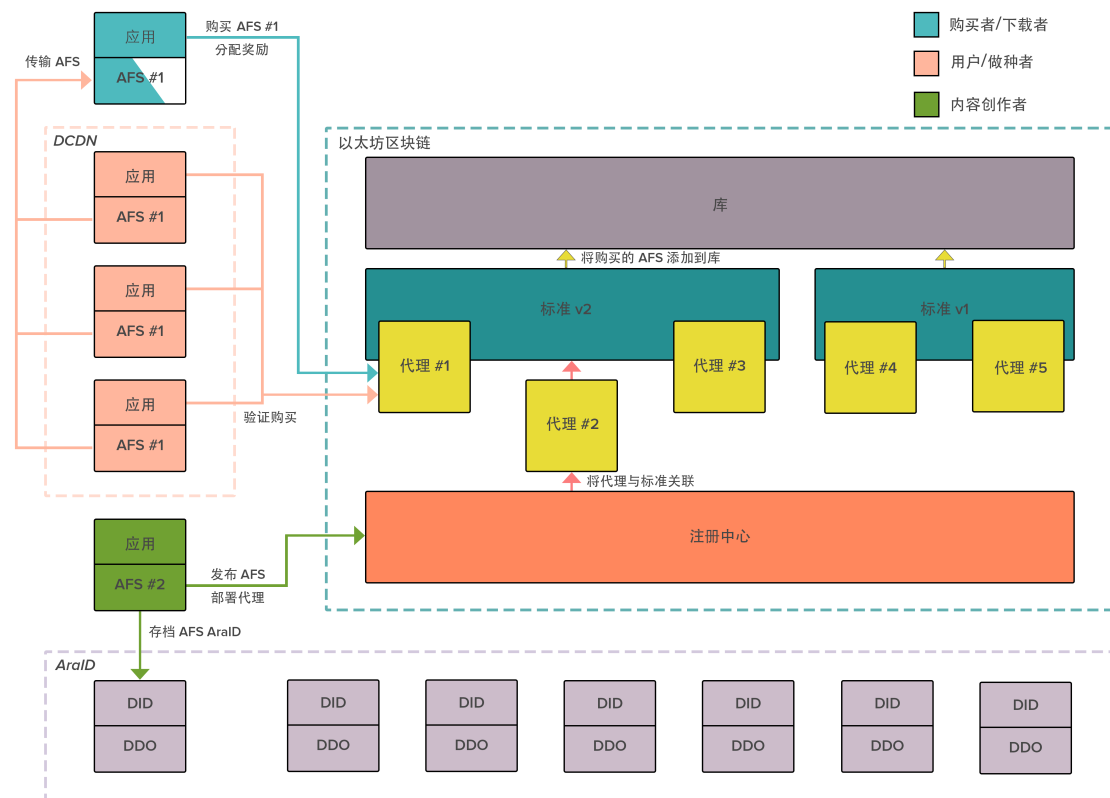 应用
AFS #1
购买 AFS #1
分配奖励
传输 AFS
购买者/下载者
用户/做种者
内容创作者
DCDN
应用
AFS #1
应用
AFS #1
应用
AFS #1
验证购买
以太坊区块链
库
将购买的 AFS 添加到库
标准 v2
标准 v1
代理 #1
代理 #3
代理 #4
代理 #5
代理 #2
将代理与标准关联
注册中心
应用
AFS #2
发布 AFS
部署代理
存档 AFS AraID
AraID
DID
DDO
DID
DDO
DID
DDO
DID
DDO
DID
DDO
DID
DDO
DID
DDO